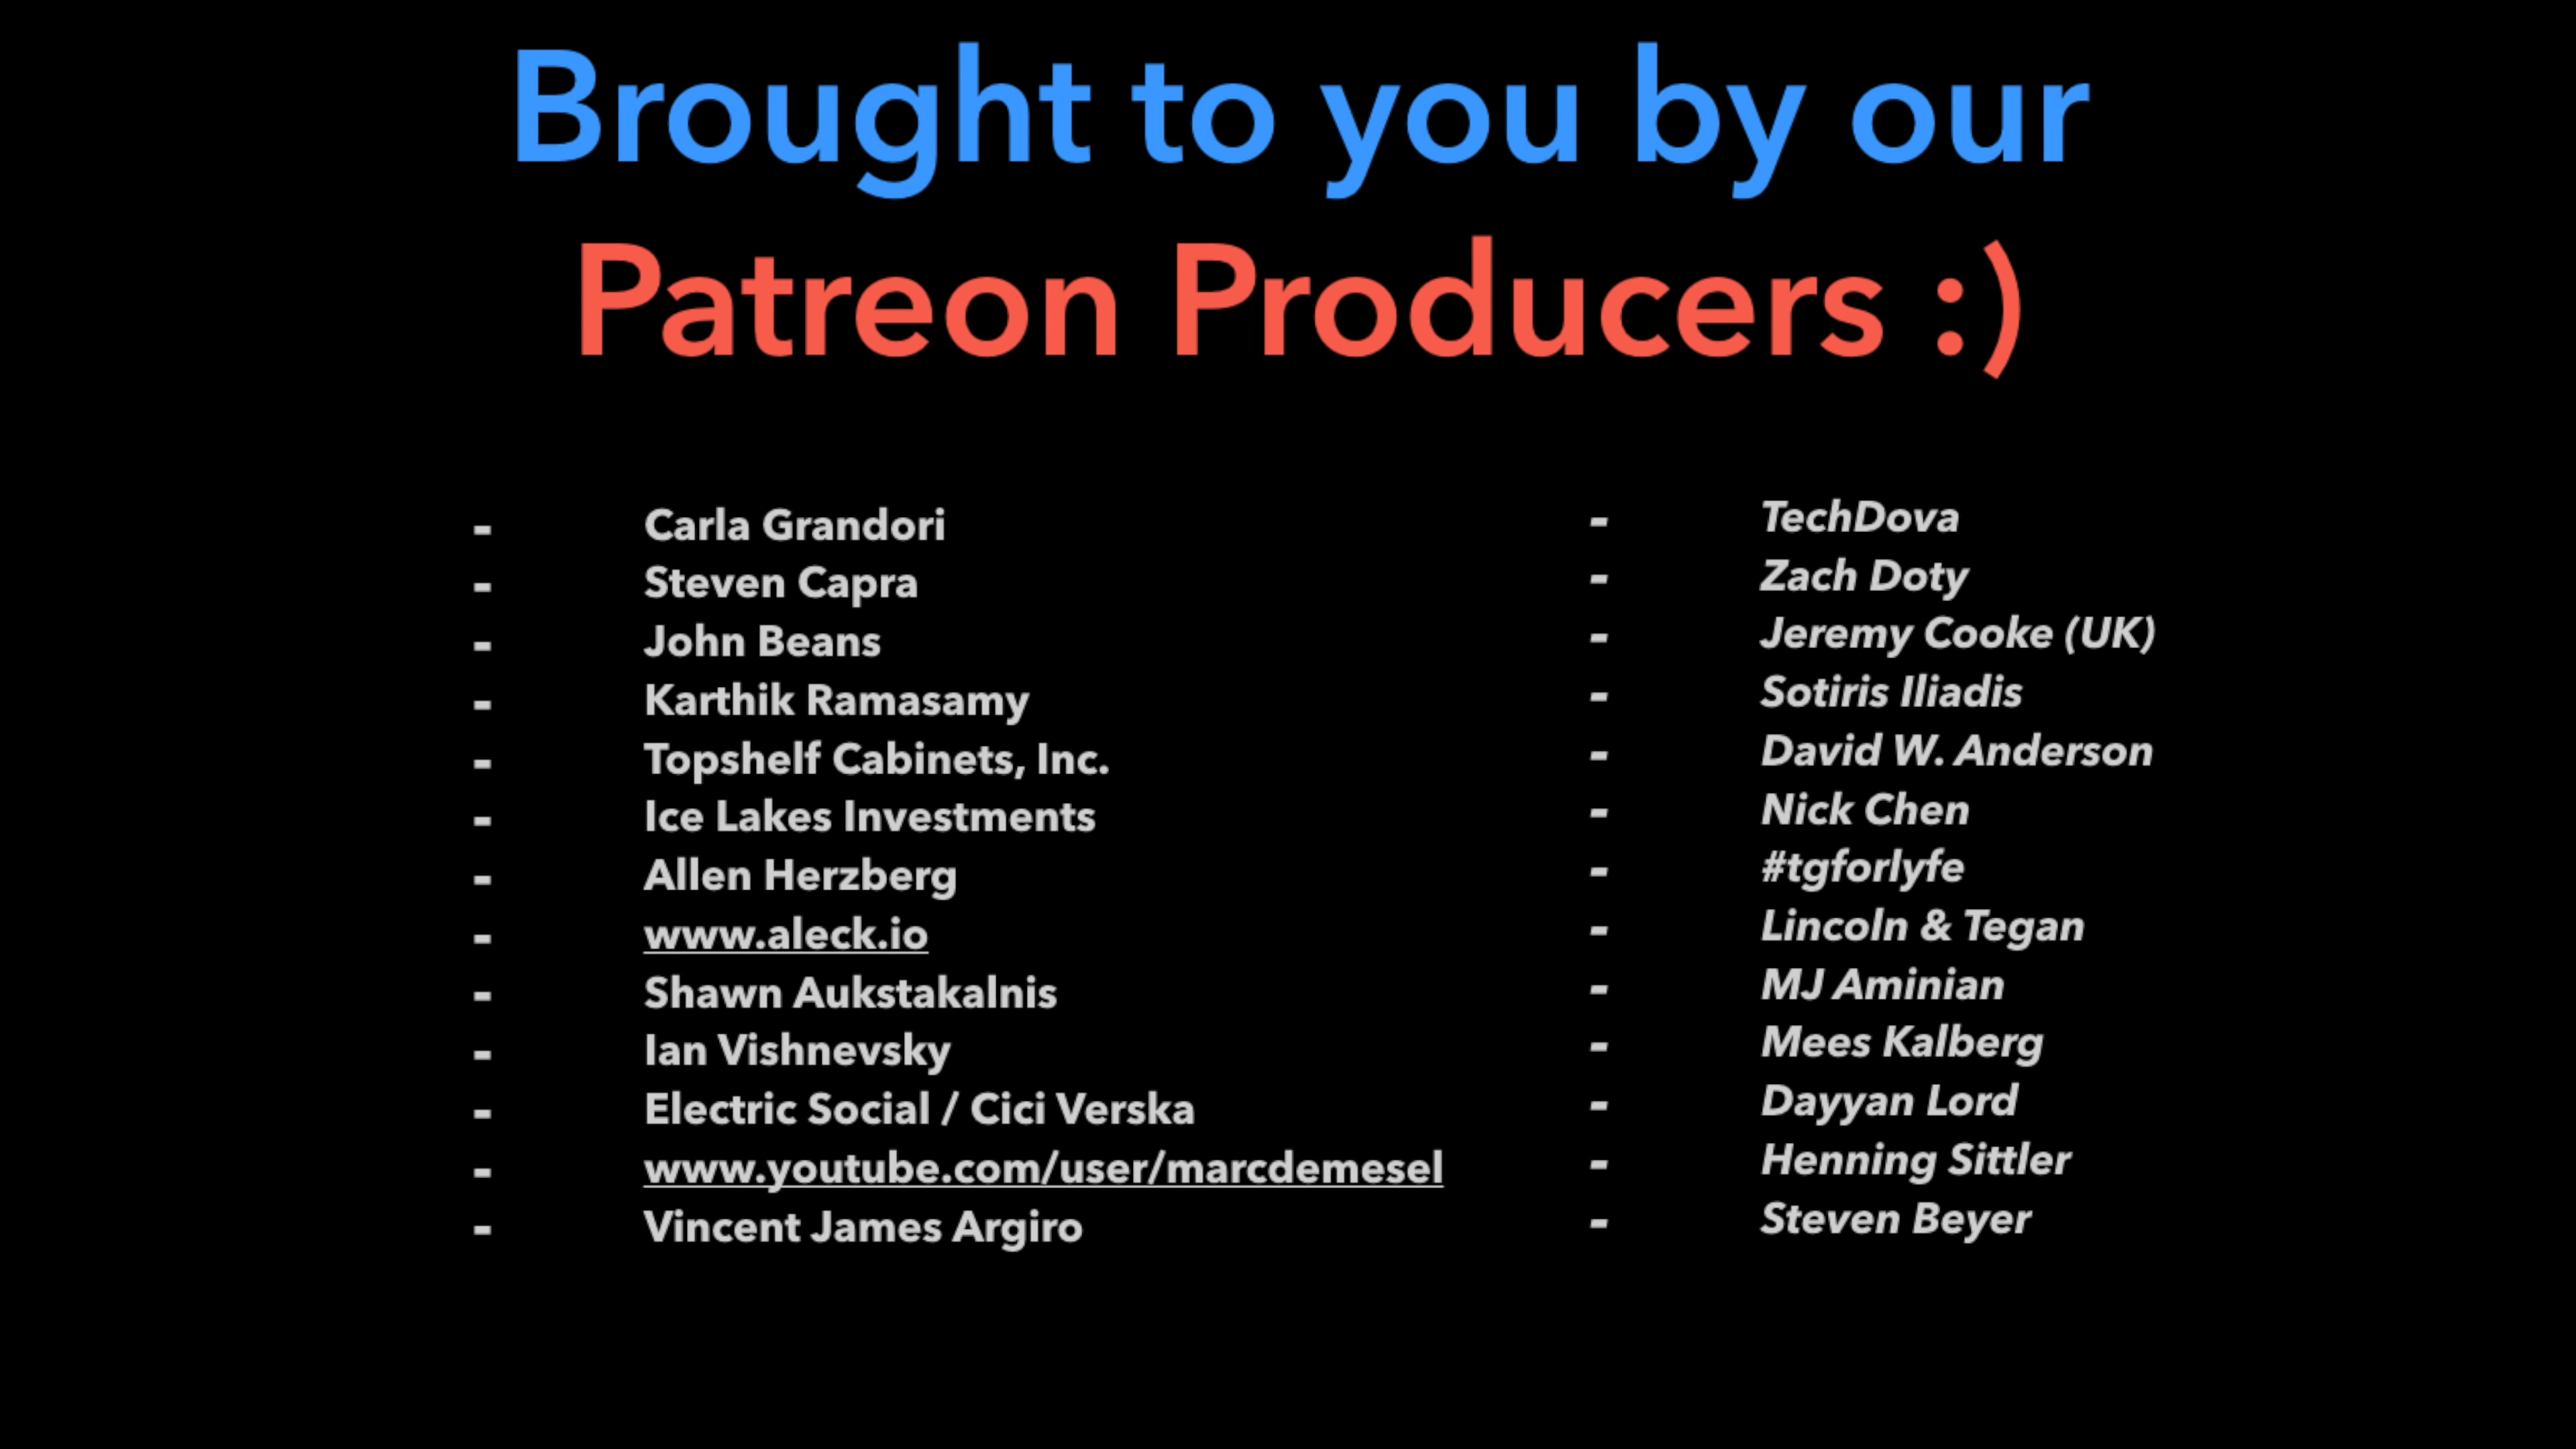 Brought to you by our
Patreon Producers :)
- Carla Grandori
- Steven Capra
- John Beans
- Karthik Ramasamy
- Topshelf Cabinets, Inc.
- Ice Lakes Investments
- Allen Herzberg
- www.aleck.io
- Shawn Aukstakalnis
- Ian Vishnevsky
- Electric Social / Cici Verska
- www.youtube.com/user/marcdemesel
- Vincent James Argiro
- TechDova
- Zach Doty
- Jeremy Cooke (UK)
- Sotiris Iliadis
- David W. Anderson
- Nick Chen
- #tgforlyfe
- Lincoln & Tegan
- MJ Aminian
- Mees Kalberg
- Dayyan Lord
- Henning Sittler
- Steven Beyer